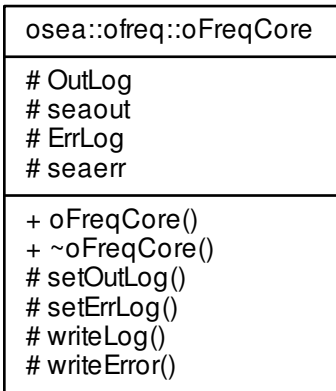 osea::ofreq::oFreqCore
# OutLog
# seaout
# ErrLog
# seaerr
+ oFreqCore()
+ ~oFreqCore()
# setOutLog()
# setErrLog()
# writeLog()
# writeError()